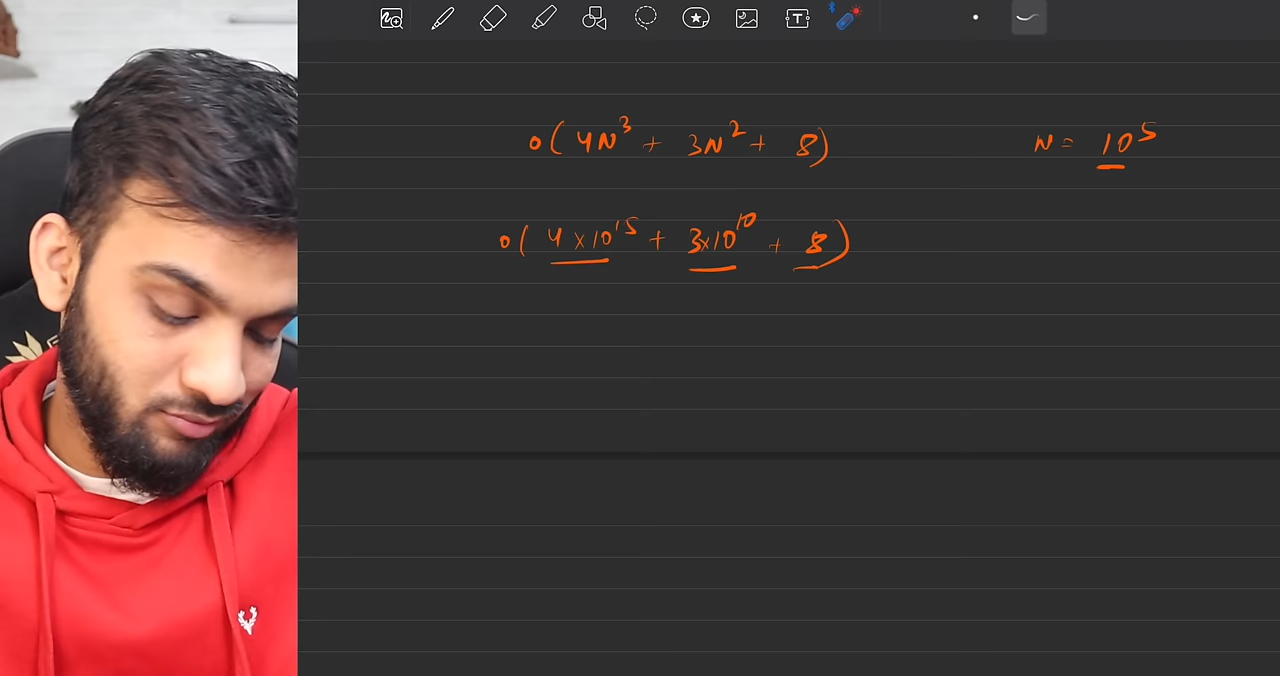 O(4N³ + 3N² + 8)
N = 10⁵
O(4×10¹⁵ + 3×10¹⁰ + 8)